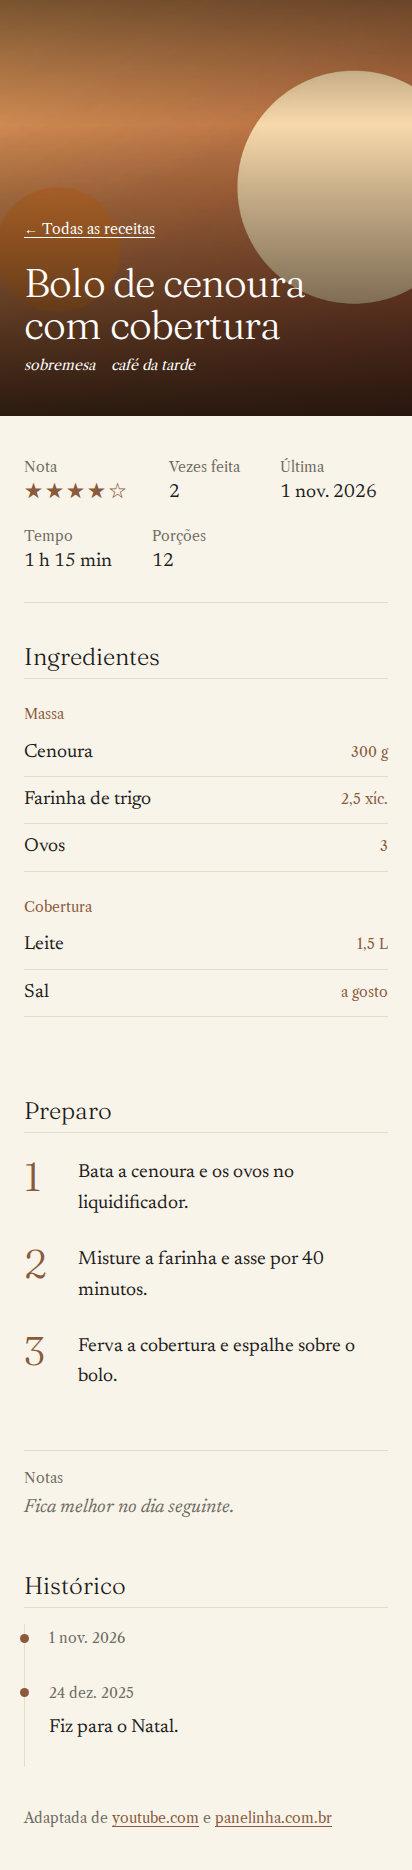 ← Todas as receitas
Bolo de cenoura
com cobertura
sobremesa café da tarde
Nota Vezes feita Última
★★★★☆ 2 1 nov. 2026
Tempo Porções
1 h 15 min 12
Ingredientes
Massa
Cenoura 300 g
Farinha de trigo 2,5 xíc.
Ovos 3
Cobertura
Leite 1,5 L
Sal a gosto
Preparo
1 Bata a cenoura e os ovos no
liquidificador.
2 Misture a farinha e asse por 40
minutos.
3 Ferva a cobertura e espalhe sobre o
bolo.
Notas
Fica melhor no dia seguinte.
Histórico
1 nov. 2026
24 dez. 2025
Fiz para o Natal.
Adaptada de youtube.com e panelinha.com.br